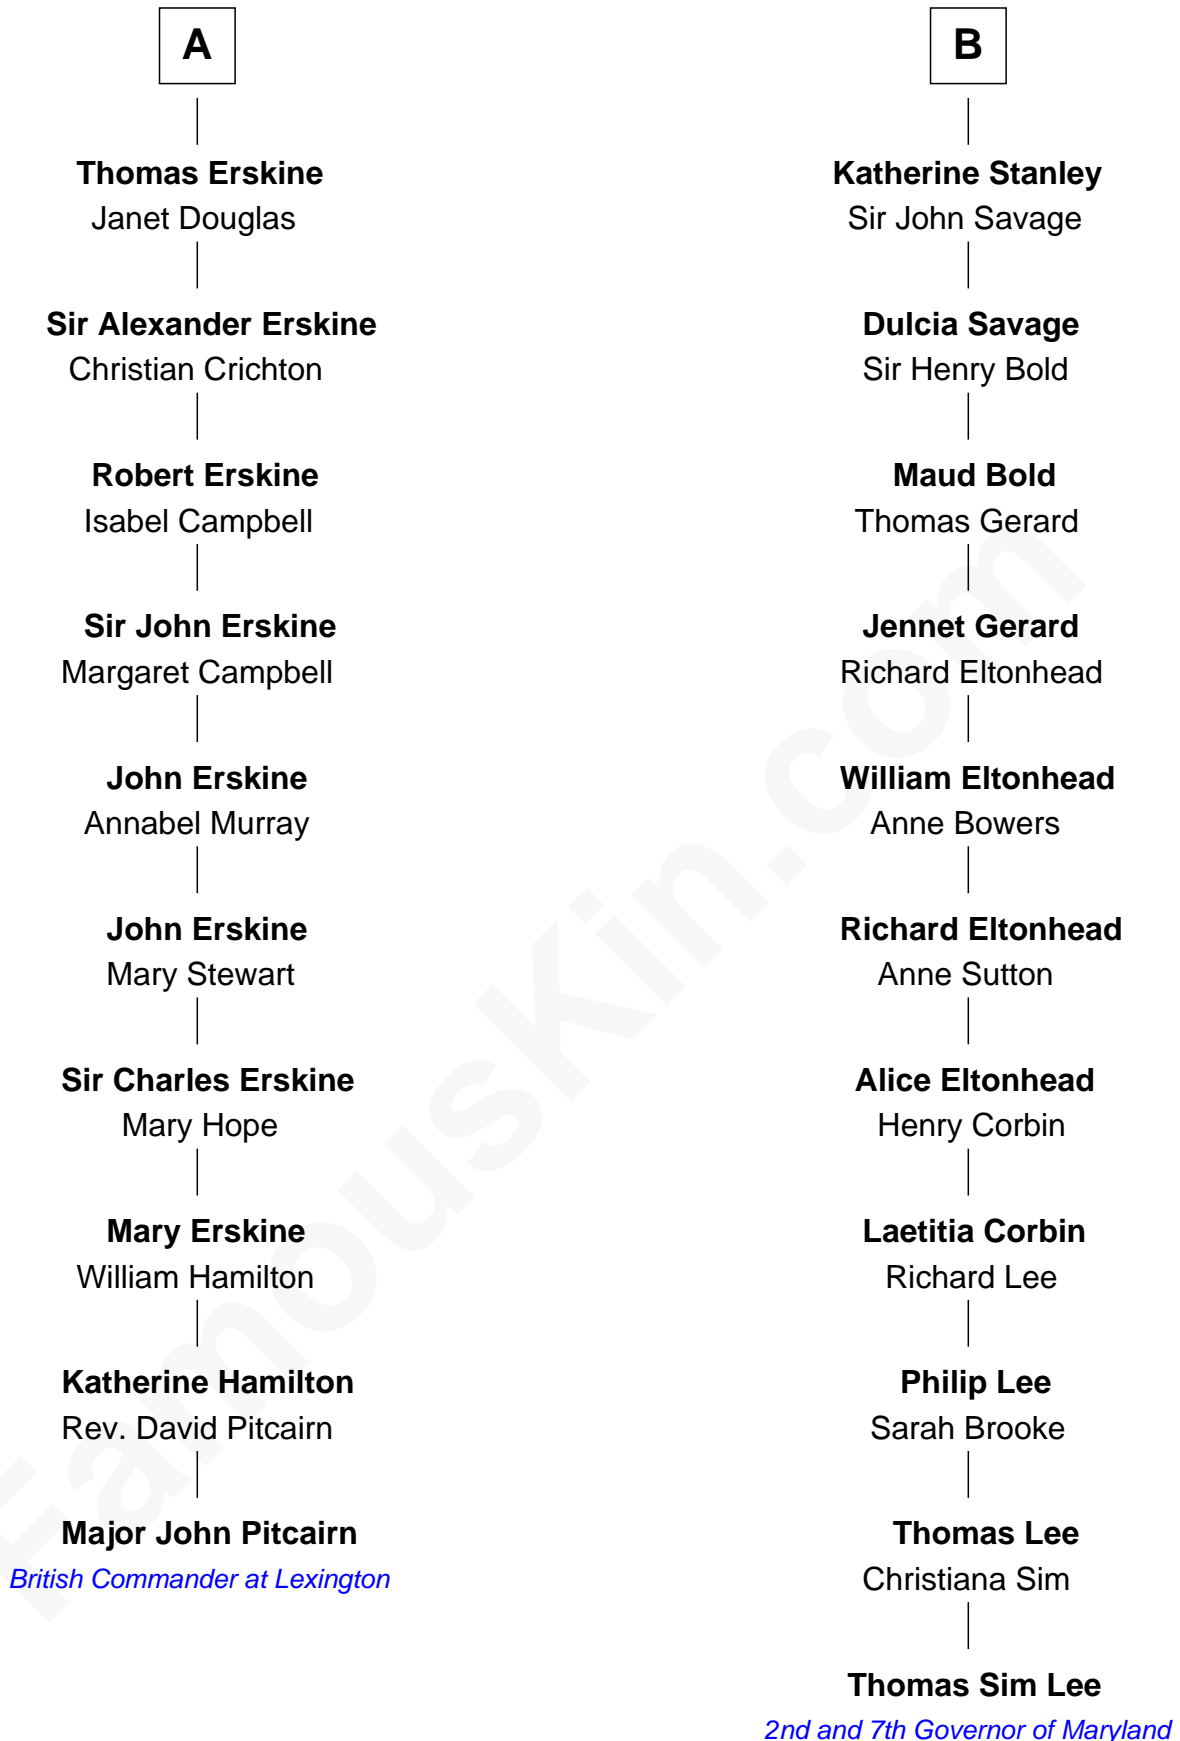 A
Thomas Erskine
Janet Douglas
Sir Alexander Erskine
Christian Crichton
Robert Erskine
Isabel Campbell
Sir John Erskine
Margaret Campbell
John Erskine
Annabel Murray
John Erskine
Mary Stewart
Sir Charles Erskine
Mary Hope
Mary Erskine
William Hamilton
Katherine Hamilton
Rev. David Pitcairn
Major John Pitcairn
British Commander at Lexington
B
Katherine Stanley
Sir John Savage
Dulcia Savage
Sir Henry Bold
Maud Bold
Thomas Gerard
Jennet Gerard
Richard Eltonhead
William Eltonhead
Anne Bowers
Richard Eltonhead
Anne Sutton
Alice Eltonhead
Henry Corbin
Laetitia Corbin
Richard Lee
Philip Lee
Sarah Brooke
Thomas Lee
Christiana Sim
Thomas Sim Lee
2nd and 7th Governor of Maryland
FamousKin.com